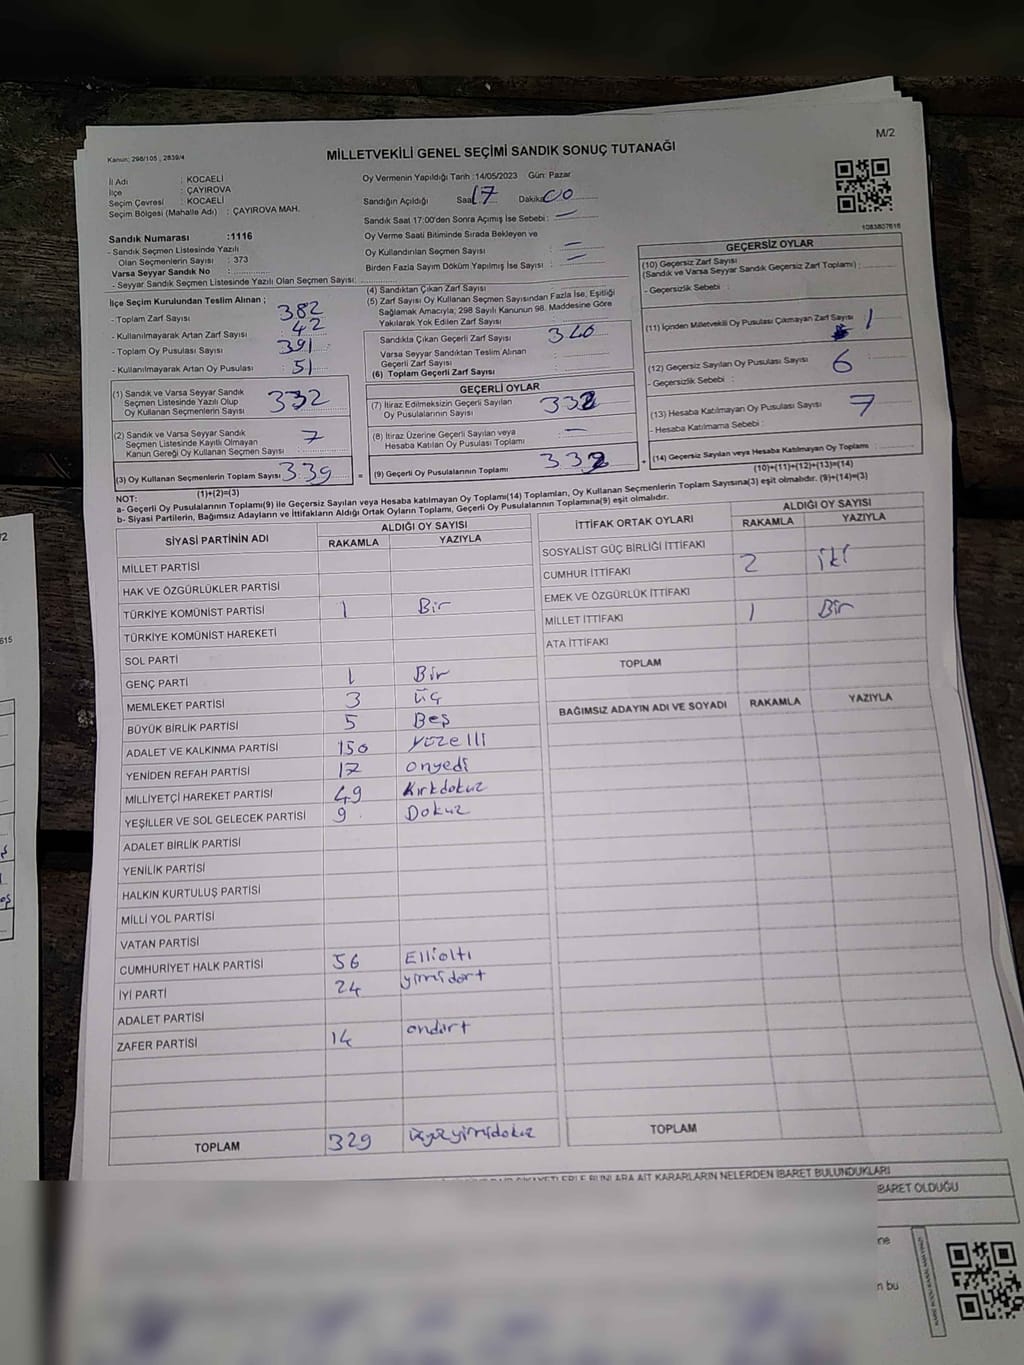 M/2
Kanun; 298/105 , 2839/4
MİLLETVEKİLİ GENEL SEÇİMİ SANDIK SONUÇ TUTANAĞI
İl Adı : KOCAELİ
İlçe : ÇAYIROVA
Seçim Çevresi : KOCAELİ
Seçim Bölgesi (Mahalle Adı) : ÇAYIROVA MAH.
Oy Vermenin Yapıldığı Tarih :14/05/2023 Gün: Pazar
Sandığın Açıldığı Saat 17 Dakika 00
Sandık Saat 17:00'den Sonra Açımış İse Sebebi : —
Oy Verme Saati Bitiminde Sırada Bekleyen ve
Oy Kullandırılan Seçmen Sayısı
Birden Fazla Sayım Döküm Yapılmış İse Sayısı :
1083807616
Sandık Numarası :1116
- Sandık Seçmen Listesinde Yazılı
Olan Seçmenlerin Sayısı : 373
Varsa Seyyar Sandık No :
- Seyyar Sandık Seçmen Listesinde Yazılı Olan Seçmen Sayısı:
İlçe Seçim Kurulundan Teslim Alınan ;
- Toplam Zarf Sayısı : 382
- Kullanılmayarak Artan Zarf Sayısı : 42
- Toplam Oy Pusulası Sayısı : 391
- Kullanılmayarak Artan Oy Pusulası : 51
(1) Sandık ve Varsa Seyyar Sandık
Seçmen Listesinde Yazılı Olup
Oy Kullanan Seçmenlerin Sayısı : 332
(2) Sandık ve Varsa Seyyar Sandık
Seçmen Listesinde Kayıtlı Olmayan
Kanun Gereği Oy Kullanan Seçmen Sayısı : 7
(3) Oy Kullanan Seçmenlerin Toplam Sayısı : 339
(1)+(2)=(3)
(4) Sandıktan Çıkan Zarf Sayısı
(5) Zarf Sayısı Oy Kullanan Seçmen Sayısından Fazla İse, Eşitliği
Sağlamak Amacıyla; 298 Sayılı Kanunun 98. Maddesine Göre
Yakılarak Yok Edilen Zarf Sayısı
Sandıkta Çıkan Geçerli Zarf Sayısı :
Varsa Seyyar Sandıktan Teslim Alınan
Geçerli Zarf Sayısı
(6) Toplam Geçerli Zarf Sayısı
GEÇERLİ OYLAR
(7) İtiraz Edilmeksizin Geçerli Sayılan
Oy Pusulalarının Sayısı : 332
(8) İtiraz Üzerine Geçerli Sayılan veya
Hesaba Katılan Oy Pusulası Toplamı : —
(9) Geçerli Oy Pusulalarının Toplamı : 332
GEÇERSİZ OYLAR
(10) Geçersiz Zarf Sayısı
(Sandık ve Varsa Seyyar Sandık Geçersiz Zarf Toplamı) :
- Geçersizlik Sebebi :
(11) İçinden Milletvekili Oy Pusulası Çıkmayan Zarf Sayısı : 1
(12) Geçersiz Sayılan Oy Pusulası Sayısı : 6
- Geçersizlik Sebebi :
(13) Hesaba Katılmayan Oy Pusulası Sayısı : 7
- Hesaba Katılmama Sebebi :
(14) Geçersiz Sayılan veya Hesaba Katılmayan Oy Toplamı :
(10)+(11)+(12)+(13)=(14)
NOT:
a- Geçerli Oy Pusulalarının Toplamı(9) ile Geçersiz Sayılan veya Hesaba katılmayan Oy Toplamı(14) Toplamları, Oy Kullanan Seçmenlerin Toplam Sayısına(3) eşit olmalıdır. (9)+(14)=(3)
b- Siyasi Partilerin, Bağımsız Adayların ve İttifakların Aldığı Ortak Oyların Toplamı, Geçerli Oy Pusulalarının Toplamına(9) eşit olmalıdır.
SİYASİ PARTİNİN ADI
ALDIĞI OY SAYISI
RAKAMLA YAZIYLA
MİLLET PARTİSİ
HAK VE ÖZGÜRLÜKLER PARTİSİ
TÜRKİYE KOMÜNİST PARTİSİ 1 Bir
TÜRKİYE KOMÜNİST HAREKETİ
SOL PARTİ
GENÇ PARTİ 1 Bir
MEMLEKET PARTİSİ 3 üç
BÜYÜK BİRLİK PARTİSİ 5 Beş
ADALET VE KALKINMA PARTİSİ 150 yüzelli
YENİDEN REFAH PARTİSİ 17 onyedi
MİLLİYETÇİ HAREKET PARTİSİ 49 Kırkdokuz
YEŞİLLER VE SOL GELECEK PARTİSİ 9 Dokuz
ADALET BİRLİK PARTİSİ
YENİLİK PARTİSİ
HALKIN KURTULUŞ PARTİSİ
MİLLİ YOL PARTİSİ
VATAN PARTİSİ
CUMHURİYET HALK PARTİSİ 56 Ellialtı
İYİ PARTİ 24 yirmidört
ADALET PARTİSİ
ZAFER PARTİSİ 14 ondört
TOPLAM 329 üçyüzyirmidokuz
İTTİFAK ORTAK OYLARI
ALDIĞI OY SAYISI
RAKAMLA YAZIYLA
SOSYALİST GÜÇ BİRLİĞİ İTTİFAKI
CUMHUR İTTİFAKI 2 iki
EMEK VE ÖZGÜRLÜK İTTİFAKI
MİLLET İTTİFAKI 1 Bir
ATA İTTİFAKI
TOPLAM
BAĞIMSIZ ADAYIN ADI VE SOYADI RAKAMLA YAZIYLA
TOPLAM
KARARLARIN NELERDEN İBARET BULUNDUKLARI
İBARET OLDUĞU